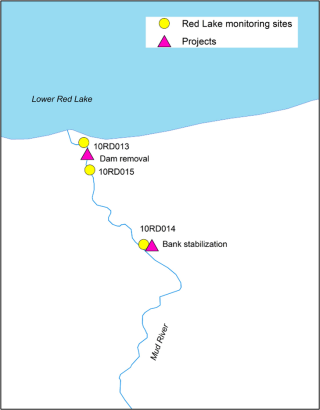 Red Lake monitoring sites
Projects
Lower Red Lake
10RD013
Dam removal
10RD015
10RD014
Bank stabilization
Mud River